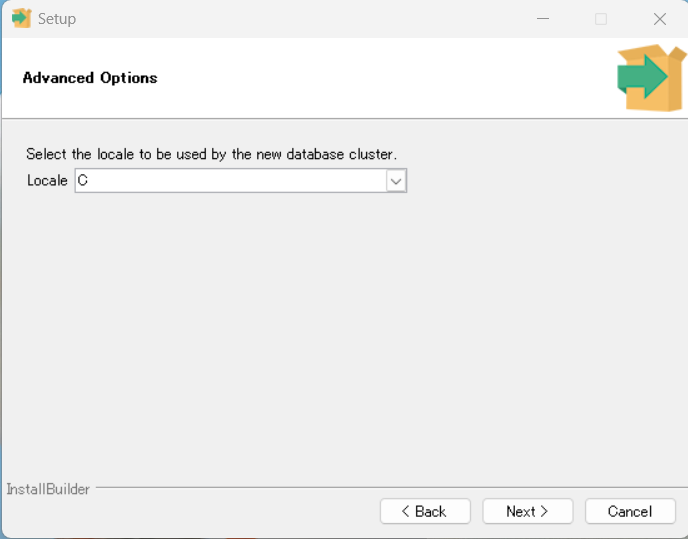 Setup
Advanced Options
Select the locale to be used by the new database cluster.
Locale C
InstallBuilder
< Back Next > Cancel